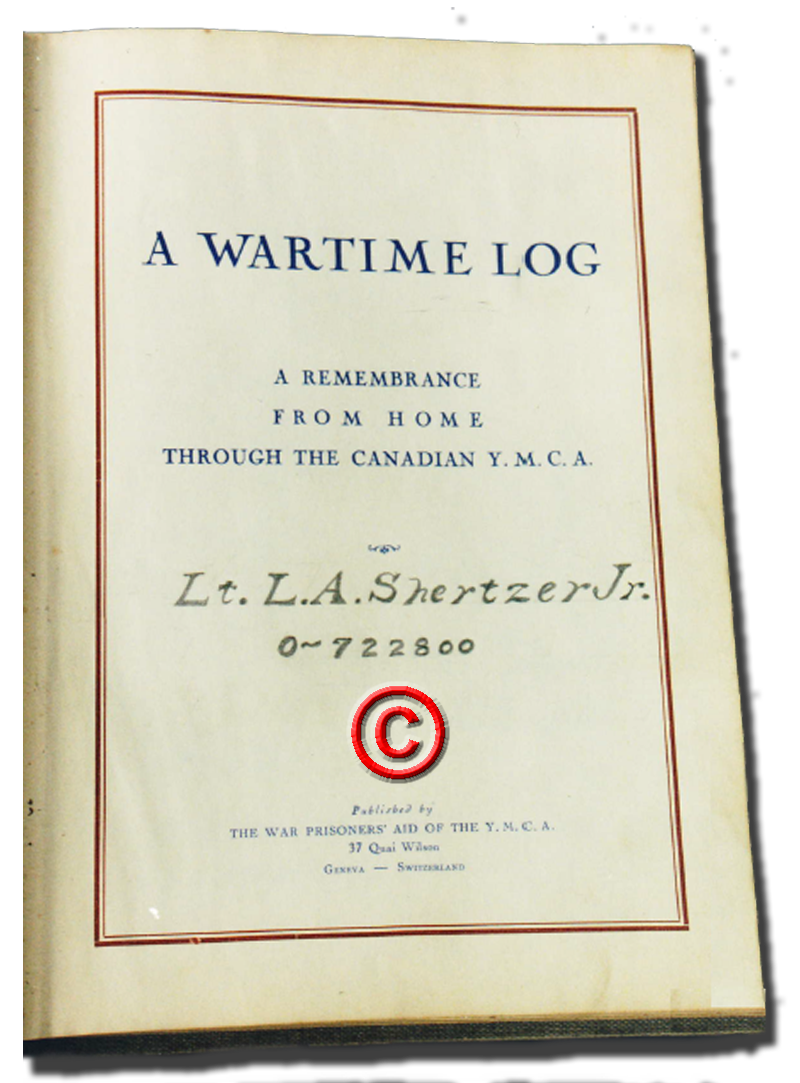 A WARTIME LOG
A REMEMBRANCE
FROM HOME
THROUGH THE CANADIAN Y. M. C. A.
Lt. L.A. Shertzer Jr.
O~722800
©
Published by
THE WAR PRISONERS' AID OF THE Y. M. C. A.
37 Quai Wilson
GENEVA — SWITZERLAND